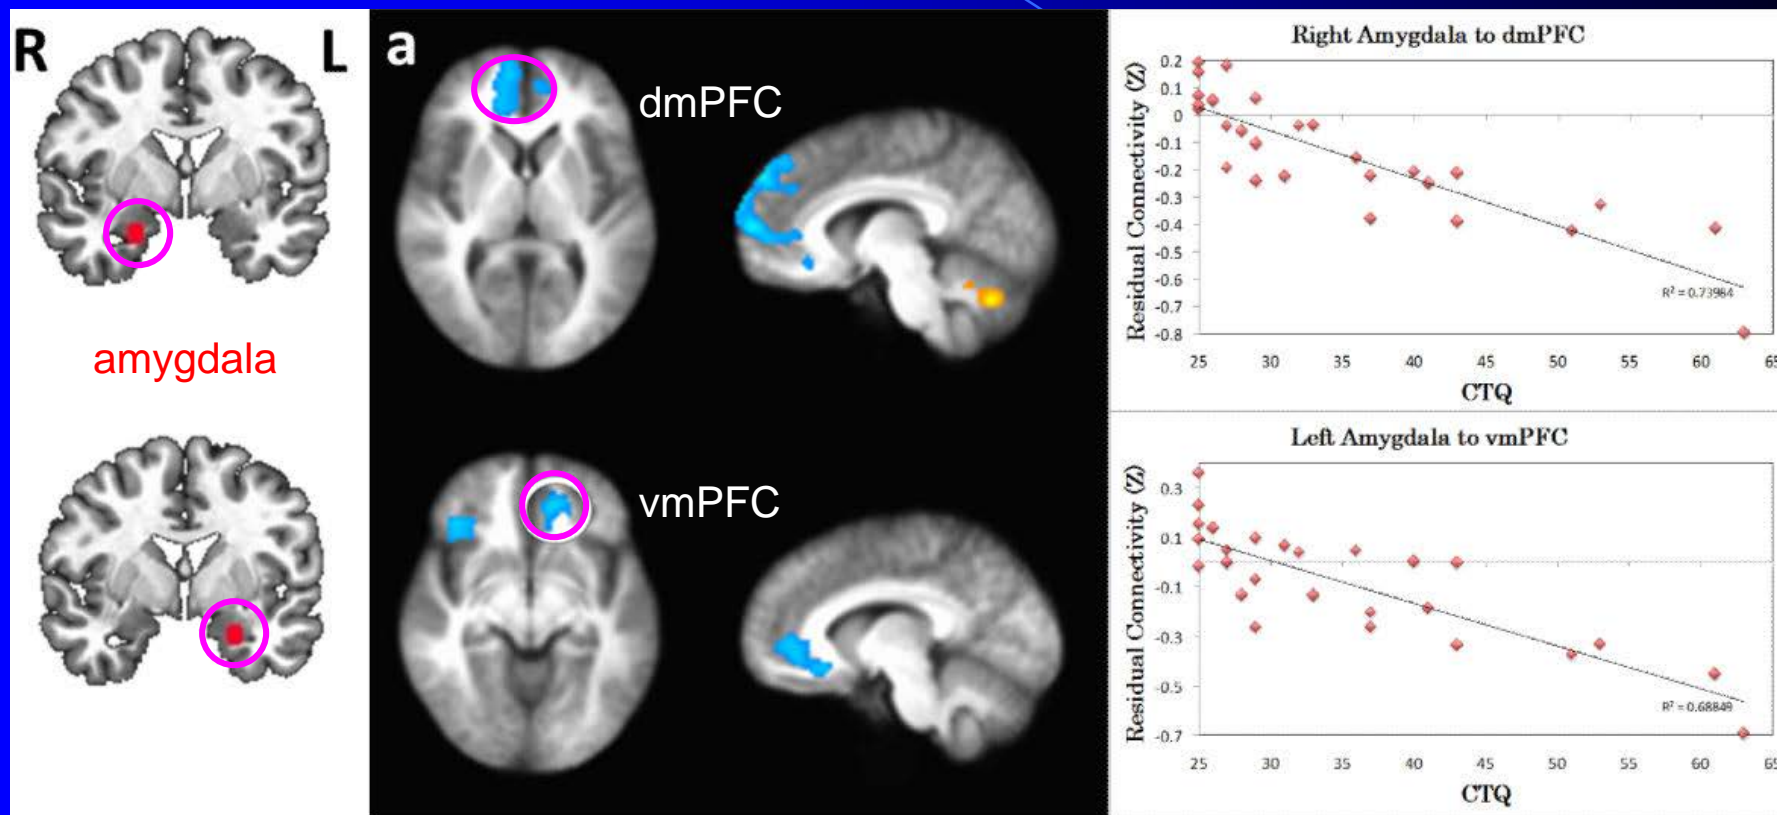 R L
amygdala
a
dmPFC
vmPFC
Right Amygdala to dmPFC
Residual Connectivity (Z)
0.2
0.1
0
-0.1
-0.2
-0.3
-0.4
-0.5
-0.6
-0.7
-0.8
R² = 0.73984
25 30 35 40 45 50 55 60 65
CTQ
Left Amygdala to vmPFC
Residual Connectivity (Z)
0.3
0.1
-0.1
-0.3
-0.5
-0.7
R² = 0.68849
25 30 35 40 45 50 55 60 65
CTQ